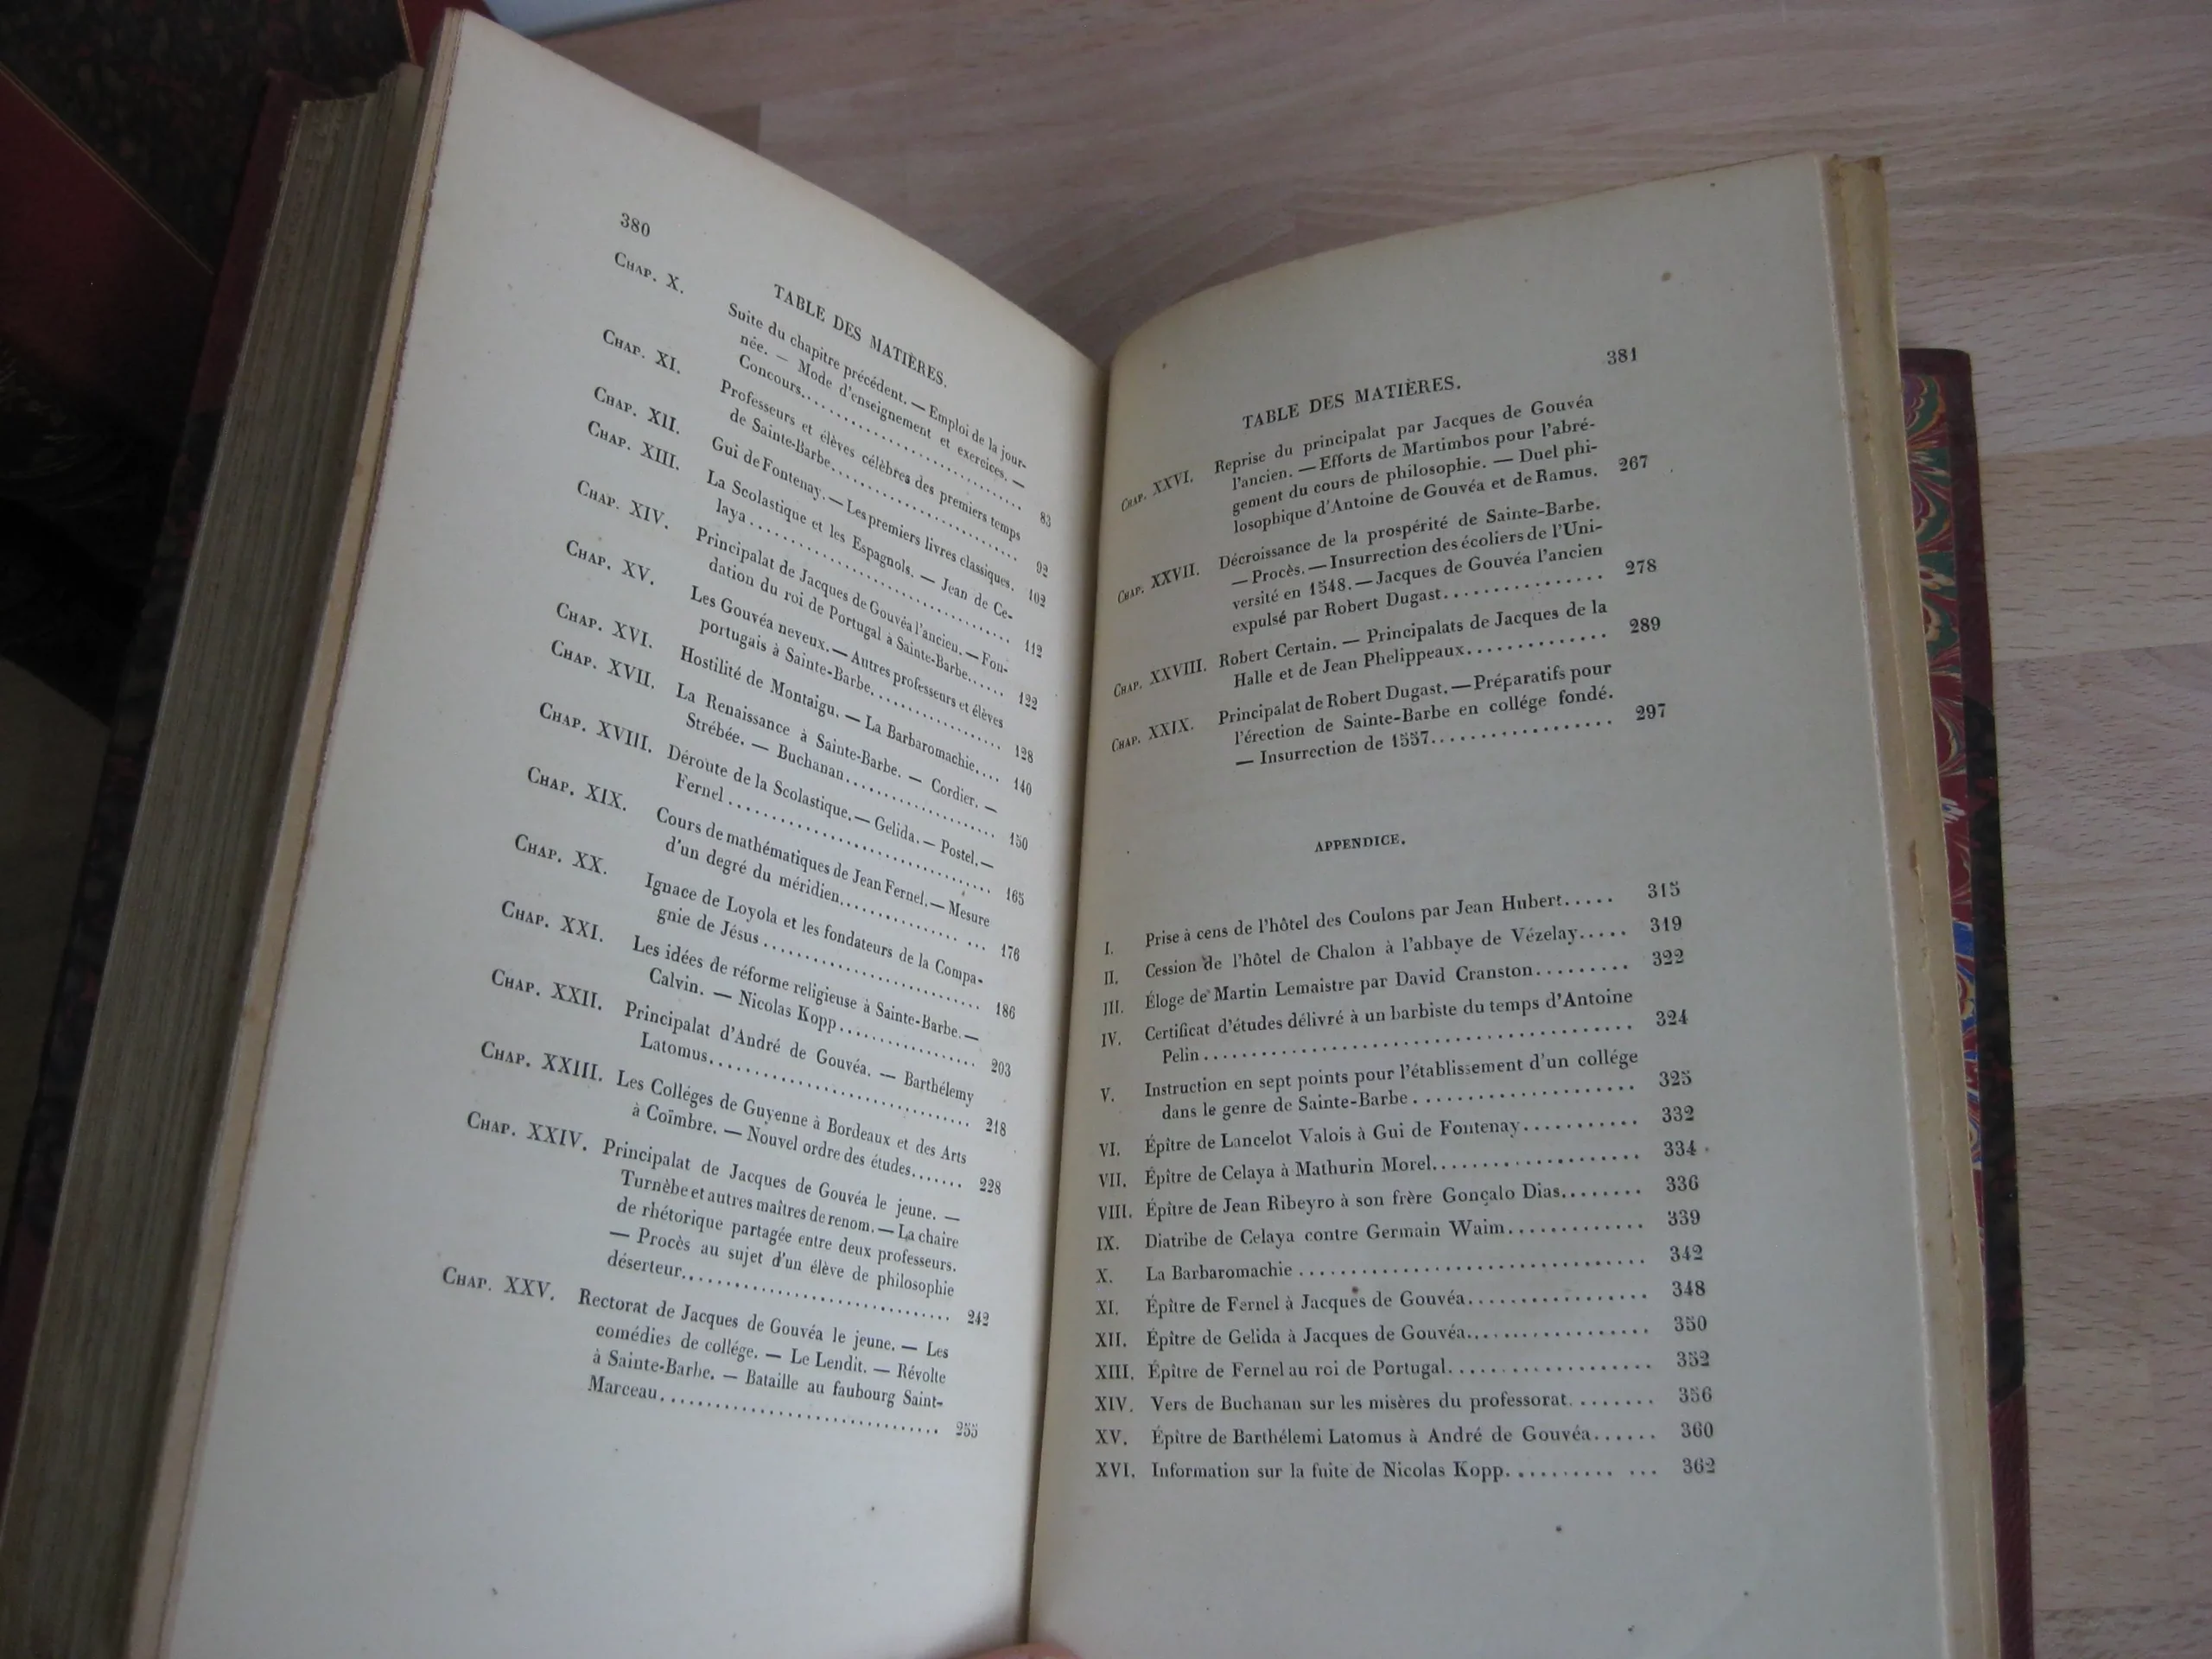 380
TABLE DES MATIÈRES.
CHAP. X. Suite du chapitre précédent. — Emploi de la jour-
née. — Mode d'enseignement et exercices. —
Concours.............................. 83
CHAP. XI. Professeurs et élèves célèbres des premiers temps
de Sainte-Barbe.............................. 92
CHAP. XII. Gui de Fontenay. — Les premiers livres classiques. 102
CHAP. XIII. La Scolastique et les Espagnols. — Jean de Ce-
laya.............................. 112
CHAP. XIV. Principalat de Jacques de Gouvéa l'ancien. — Fon-
dation du roi de Portugal à Sainte-Barbe...... 122
CHAP. XV. Les Gouvéa neveux. — Autres professeurs et élèves
portugais à Sainte-Barbe.................... 128
CHAP. XVI. Hostilité de Montaigu. — La Barbaromachie.... 140
CHAP. XVII. La Renaissance à Sainte-Barbe. — Cordier. —
Strébée. — Buchanan.................... 150
CHAP. XVIII. Déroute de la Scolastique. — Gelida. — Postel. —
Fernel.............................. 165
CHAP. XIX. Cours de mathématiques de Jean Fernel. — Mesure
d'un degré du méridien.................... 176
CHAP. XX. Ignace de Loyola et les fondateurs de la Compa-
gnie de Jésus.............................. 186
CHAP. XXI. Les idées de réforme religieuse à Sainte-Barbe. —
Calvin. — Nicolas Kopp.................... 203
CHAP. XXII. Principalat d'André de Gouvéa. — Barthélemy
Latomus.............................. 218
CHAP. XXIII. Les Colléges de Guyenne à Bordeaux et des Arts
à Coïmbre. — Nouvel ordre des études....... 228
CHAP. XXIV. Principalat de Jacques de Gouvéa le jeune. —
Turnèbe et autres maîtres de renom. — La chaire
de rhétorique partagée entre deux professeurs.
— Procès au sujet d'un élève de philosophie
déserteur.............................. 242
CHAP. XXV. Rectorat de Jacques de Gouvéa le jeune. — Les
comédies de collége. — Le Lendit. — Révolte
à Sainte-Barbe. — Bataille au faubourg Saint-
Marceau.............................. 255
381
TABLE DES MATIÈRES.
CHAP. XXVI. Reprise du principalat par Jacques de Gouvéa
l'ancien. — Efforts de Martimbos pour l'abré-
gement du cours de philosophie. — Duel phi-
losophique d'Antoine de Gouvéa et de Ramus. 267
CHAP. XXVII. Décroissance de la prospérité de Sainte-Barbe.
— Procès. — Insurrection des écoliers de l'Uni-
versité en 1548. — Jacques de Gouvéa l'ancien
expulsé par Robert Dugast............... 278
CHAP. XXVIII. Robert Certain. — Principalats de Jacques de la
Halle et de Jean Phelippeaux............... 289
CHAP. XXIX. Principalat de Robert Dugast. — Préparatifs pour
l'érection de Sainte-Barbe en collége fondé.
— Insurrection de 1557.................. 297
APPENDICE.
I. Prise à cens de l'hôtel des Coulons par Jean Hubert..... 315
II. Cession de l'hôtel de Chalon à l'abbaye de Vézelay..... 319
III. Éloge de Martin Lemaistre par David Cranston......... 322
IV. Certificat d'études délivré à un barbiste du temps d'Antoine
Pelin.............................. 324
V. Instruction en sept points pour l'établissement d'un collége
dans le genre de Sainte-Barbe.................... 325
VI. Épître de Lancelot Valois à Gui de Fontenay........... 332
VII. Épître de Celaya à Mathurin Morel.................... 334
VIII. Épître de Jean Ribeyro à son frère Gonçalo Dias........ 336
IX. Diatribe de Celaya contre Germain Waim............. 339
X. La Barbaromachie.............................. 342
XI. Épître de Fernel à Jacques de Gouvéa................. 348
XII. Épître de Gelida à Jacques de Gouvéa................. 350
XIII. Épître de Fernel au roi de Portugal................... 352
XIV. Vers de Buchanan sur les misères du professorat........ 356
XV. Épître de Barthélemi Latomus à André de Gouvéa...... 360
XVI. Information sur la fuite de Nicolas Kopp............. 362